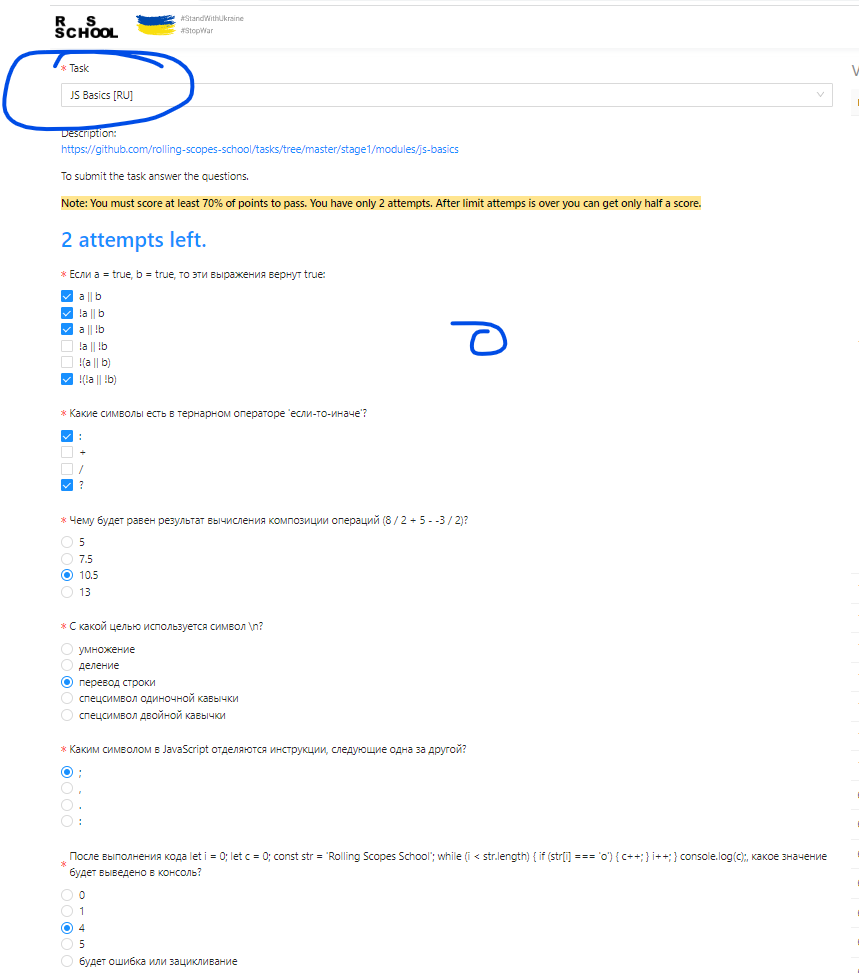 RS
SCHOOL
#StandWithUkraine
#StopWar
* Task
JS Basics [RU]
Description:
https://github.com/rolling-scopes-school/tasks/tree/master/stage1/modules/js-basics
To submit the task answer the questions.
Note: You must score at least 70% of points to pass. You have only 2 attempts. After limit attemps is over you can get only half a score.
2 attempts left.
* Если a = true, b = true, то эти выражения вернут true:
a || b
!a || b
a || !b
!a || !b
!(a || b)
!(!a || !b)
* Какие символы есть в тернарном операторе 'если-то-иначе'?
:
+
/
?
* Чему будет равен результат вычисления композиции операций (8 / 2 + 5 - -3 / 2)?
5
7.5
10.5
13
* С какой целью используется символ \n?
умножение
деление
перевод строки
спецсимвол одиночной кавычки
спецсимвол двойной кавычки
* Каким символом в JavaScript отделяются инструкции, следующие одна за другой?
;
,
.
:
* После выполнения кода let i = 0; let c = 0; const str = 'Rolling Scopes School'; while (i < str.length) { if (str[i] === 'o') { c++; } i++; } console.log(c);, какое значение
будет выведено в консоль?
0
1
4
5
будет ошибка или зацикливание